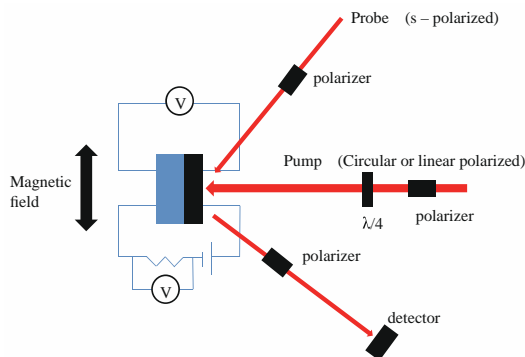 Probe (s – polarized)
polarizer
V
Pump (Circular or linear polarized)
Magnetic
field
λ/4
polarizer
polarizer
V
detector